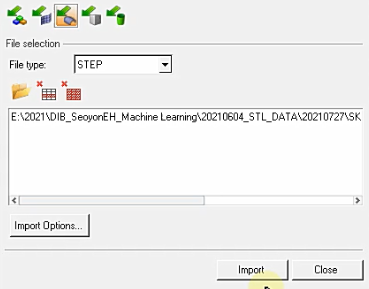 File selection
File type: STEP
E:\2021\DIB_SeoyonEH_Machine Learning\20210604_STL_DATA\20210727\SK
Import Options...
Import Close